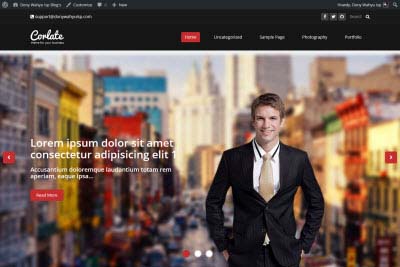 Dony Wahyu Isp Blog's Customize 0 New
Howdy, Dony Wahyu Isp
support@donywahyuisp.com
Search
Corlate
theme for your business
Home Uncategorized Sample Page Photography Portfolio
Lorem ipsum dolor sit amet
consectetur adipisicing elit 1
Accusantium doloremque laudantium totam rem
aperiam, eaque ipsa...
Read More